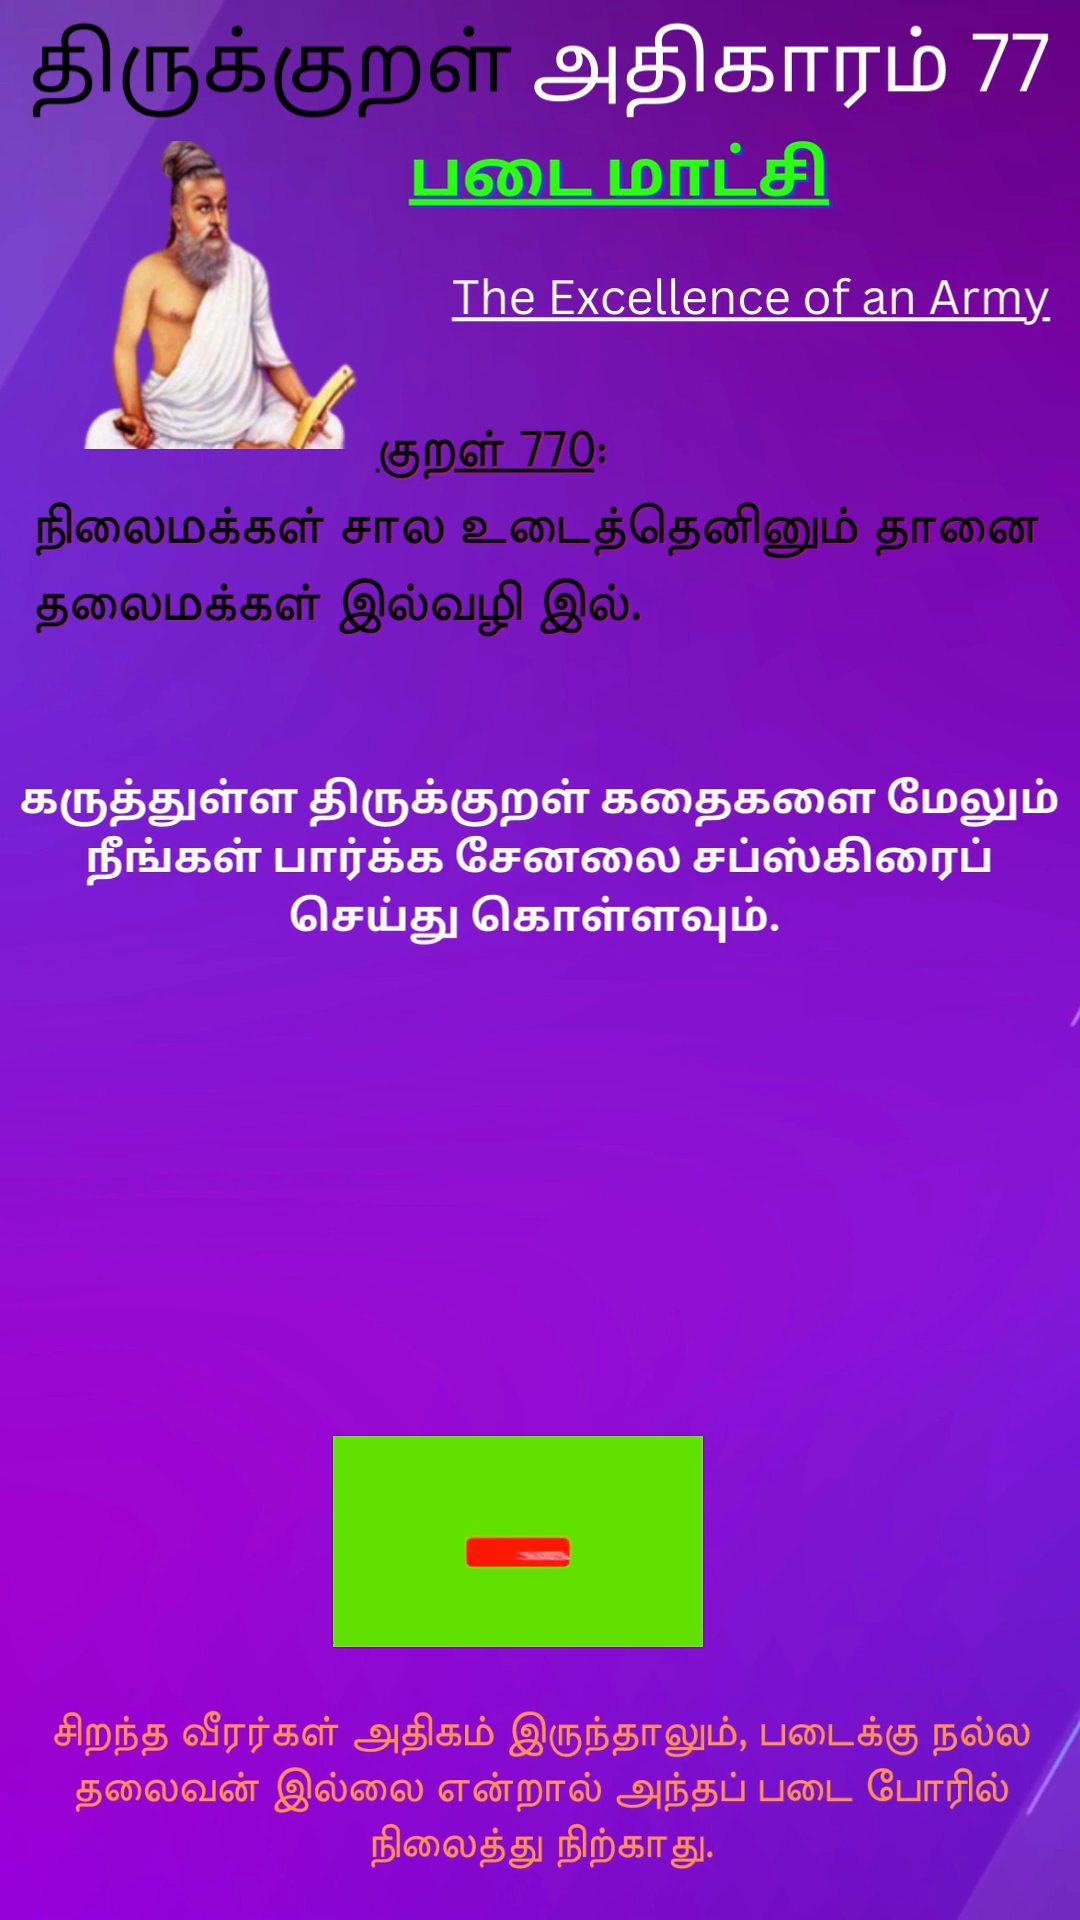 திருக்குறள் அதிகாரம் 77
படை மாட்சி
The Excellence of an Army
குறள் 770:
நிலைமக்கள் சால உடைத்தெனினும் தானை
தலைமக்கள் இல்வழி இல்.
கருத்துள்ள திருக்குறள் கதைகளை மேலும்
நீங்கள் பார்க்க சேனலை சப்ஸ்கிரைப்
செய்து கொள்ளவும்.
சிறந்த வீரர்கள் அதிகம் இருந்தாலும், படைக்கு நல்ல
தலைவன் இல்லை என்றால் அந்தப் படை போரில்
நிலைத்து நிற்காது.